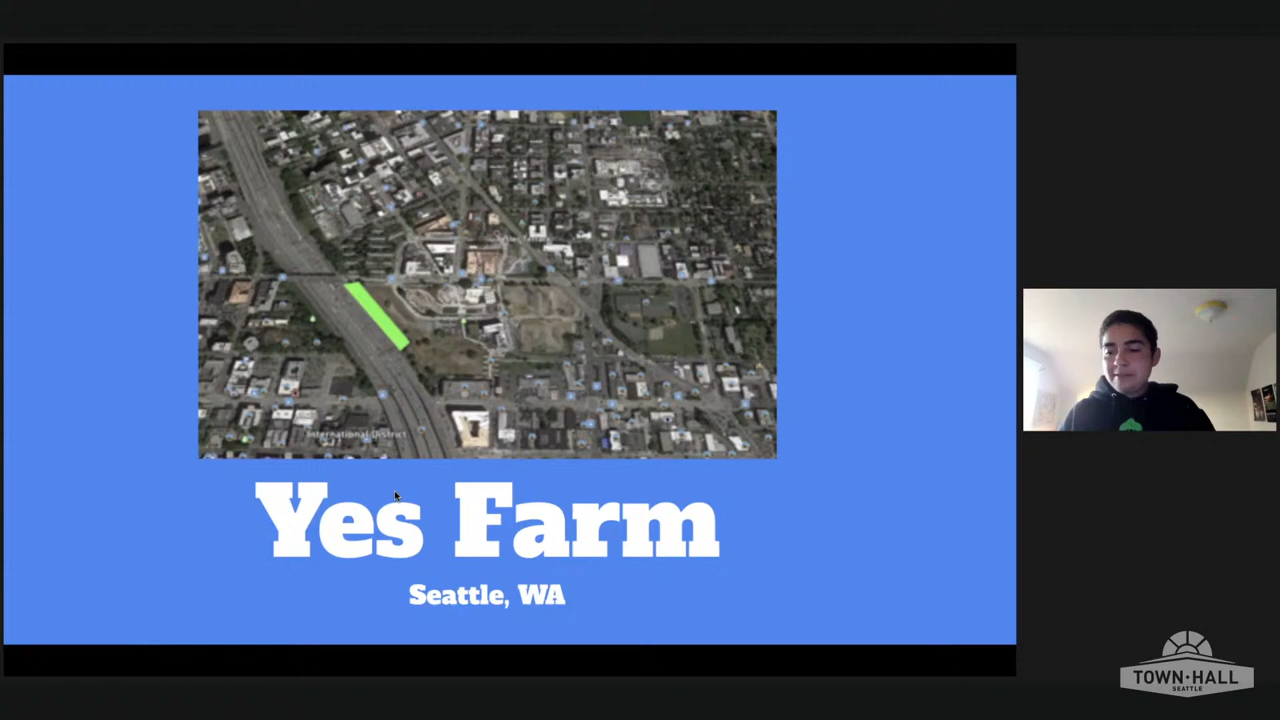 International District
Yes Farm
Seattle, WA
TOWN·HALL
SEATTLE